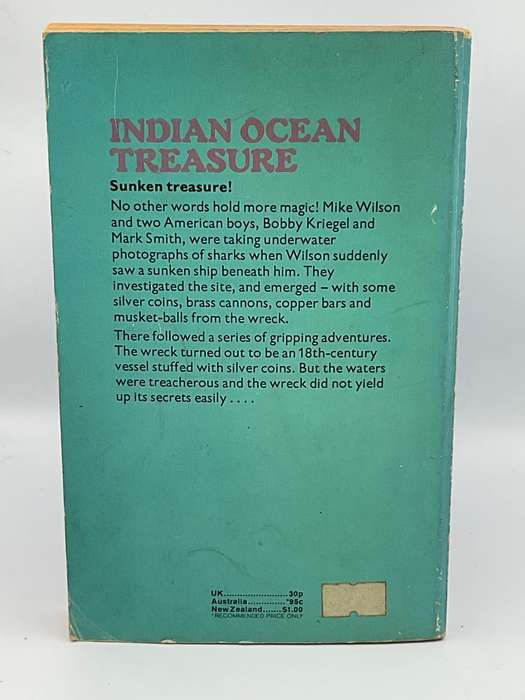 INDIAN OCEAN
TREASURE
Sunken treasure!
No other words hold more magic! Mike Wilson
and two American boys, Bobby Kriegel and
Mark Smith, were taking underwater
photographs of sharks when Wilson suddenly
saw a sunken ship beneath him. They
investigated the site, and emerged – with some
silver coins, brass cannons, copper bars and
musket-balls from the wreck.
There followed a series of gripping adventures.
The wreck turned out to be an 18th-century
vessel stuffed with silver coins. But the waters
were treacherous and the wreck did not yield
up its secrets easily . . . .
UK........................30p
Australia..............*95c
New Zealand.......$1.00
*RECOMMENDED PRICE ONLY